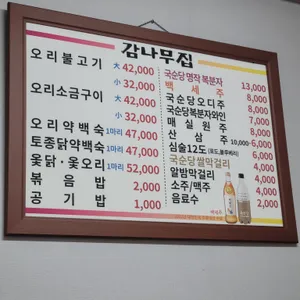 감나무집
오리불고기 大 42,000
小 32,000
오리소금구이 大 42,000
小 32,000
오리약백숙 1마리 47,000
토종닭약백숙 1마리 47,000
옻닭·옻오리 1마리 52,000
볶음밥 2,000
공기밥 1,000
국순당 명작 복분자 13,000
백세주 8,000
국순당오디주 8,000
국순당복분자와인 8,000
매실원주 7,000
산삼주 10,000
심술12도 6,000
국순당쌀막걸리 4,000
알밤막걸리 4,000
소주/맥주 4,000
음료수 2,000